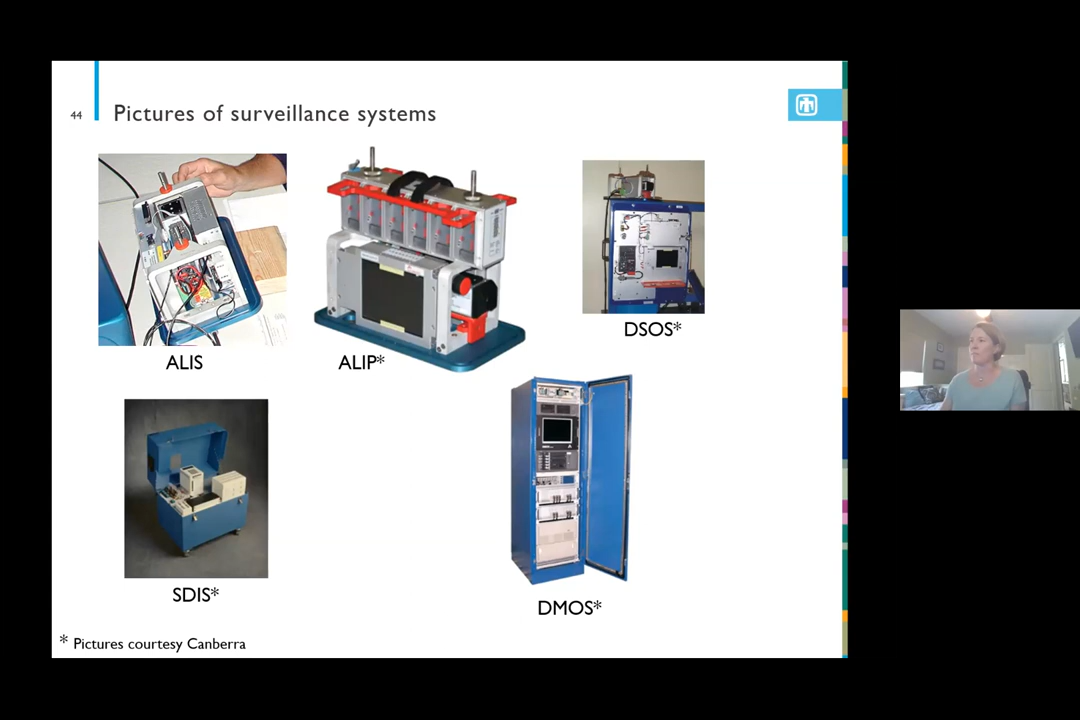 44
Pictures of surveillance systems
ALIS
ALIP*
DSOS*
SDIS*
DMOS*
* Pictures courtesy Canberra